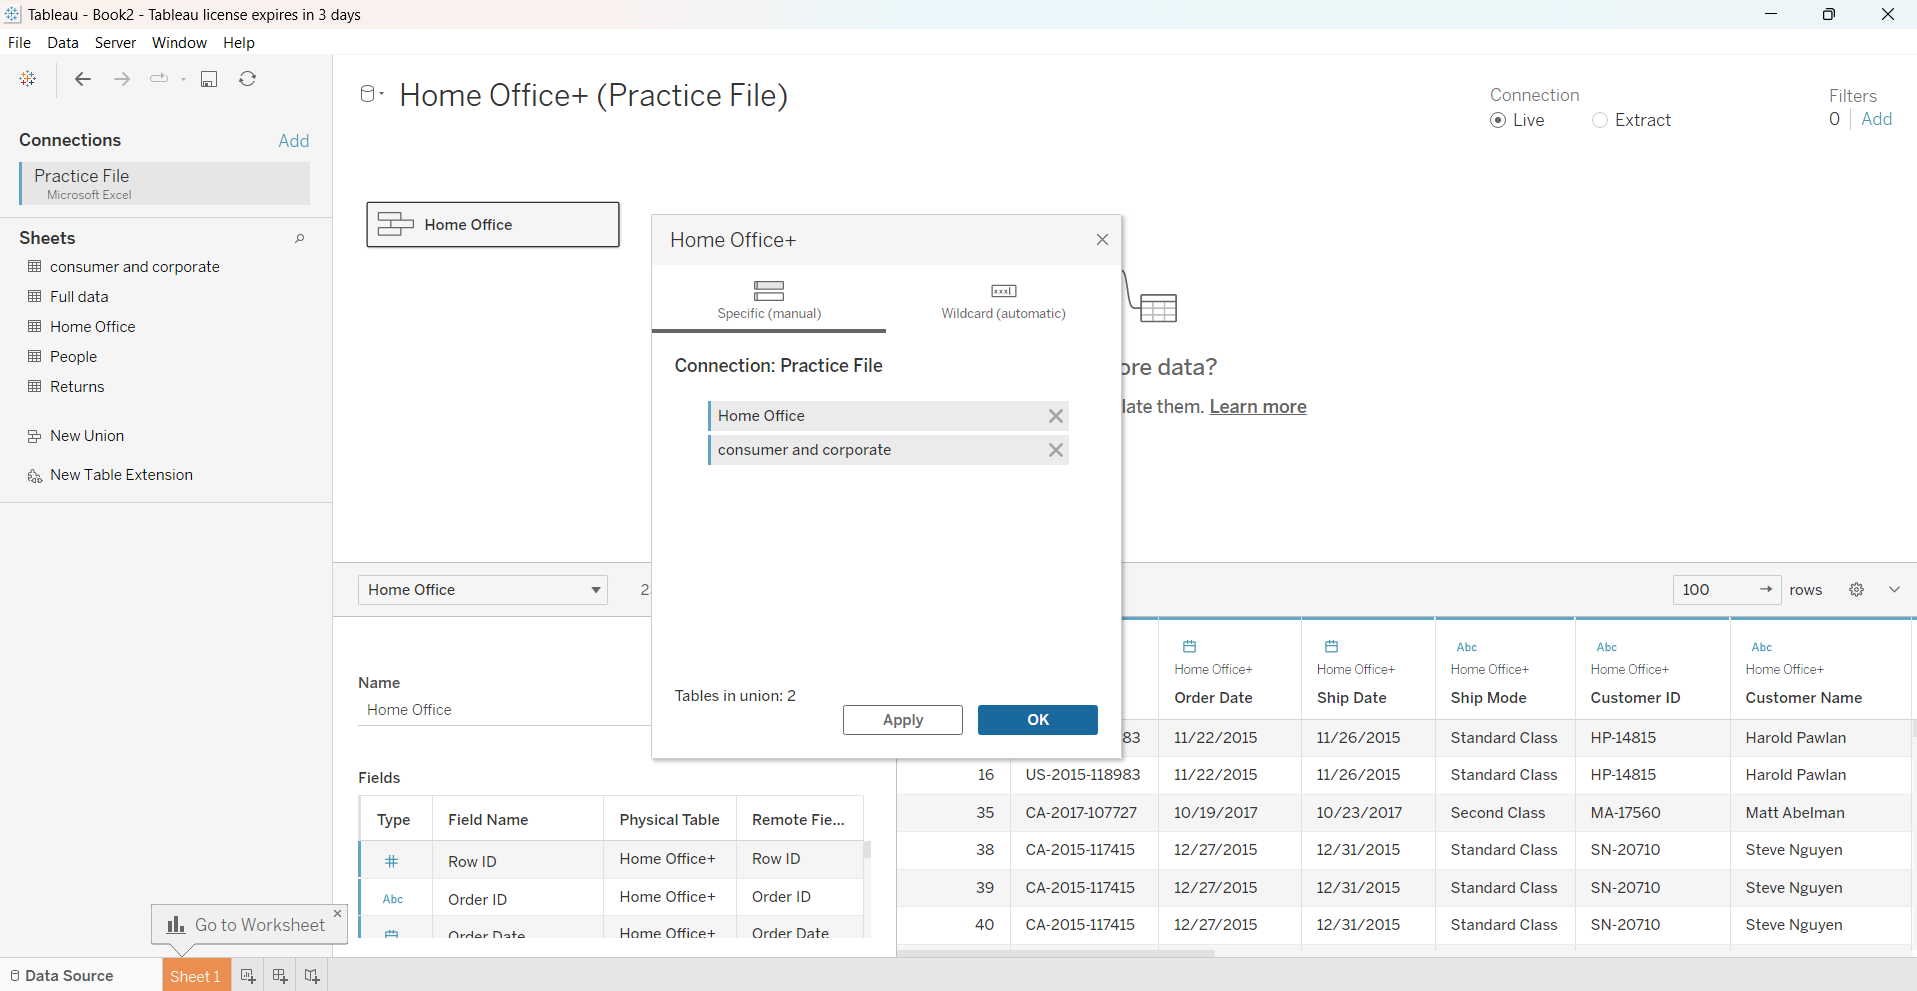 Tableau - Book2 - Tableau license expires in 3 days
File Data Server Window Help
Connections Add
Practice File
Microsoft Excel
Sheets
consumer and corporate
Full data
Home Office
People
Returns
New Union
New Table Extension
Home Office+ (Practice File)
Connection
Live Extract
Filters
0 Add
Home Office
Home Office+
Specific (manual)
Wildcard (automatic)
Connection: Practice File
Home Office
consumer and corporate
Tables in union: 2
Apply OK
ore data?
late them. Learn more
Home Office
100 rows
Name
Home Office
Fields
Type Field Name Physical Table Remote Fie...
# Row ID Home Office+ Row ID
Abc Order ID Home Office+ Order ID
Order Date Home Office+ Order Date
Abc Abc Abc
Home Office+ Home Office+ Home Office+ Home Office+ Home Office+
Order Date Ship Date Ship Mode Customer ID Customer Name
83 11/22/2015 11/26/2015 Standard Class HP-14815 Harold Pawlan
16 US-2015-118983 11/22/2015 11/26/2015 Standard Class HP-14815 Harold Pawlan
35 CA-2017-107727 10/19/2017 10/23/2017 Second Class MA-17560 Matt Abelman
38 CA-2015-117415 12/27/2015 12/31/2015 Standard Class SN-20710 Steve Nguyen
39 CA-2015-117415 12/27/2015 12/31/2015 Standard Class SN-20710 Steve Nguyen
40 CA-2015-117415 12/27/2015 12/31/2015 Standard Class SN-20710 Steve Nguyen
Go to Worksheet
Data Source Sheet 1